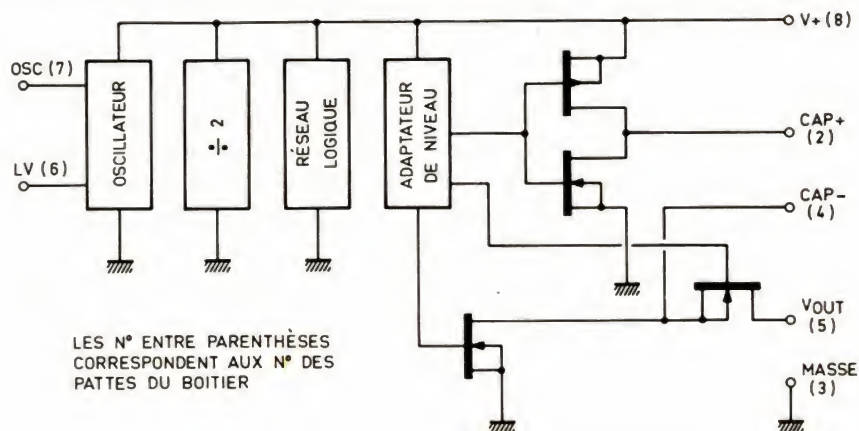 V+(8)
OSC (7)
LV (6)
OSCILLATEUR
÷ 2
RÉSEAU
LOGIQUE
ADAPTATEUR
DE NIVEAU
CAP+
(2)
CAP-
(4)
VOUT
(5)
MASSE
(3)
LES N° ENTRE PARENTHÈSES
CORRESPONDENT AUX N° DES
PATTES DU BOITIER